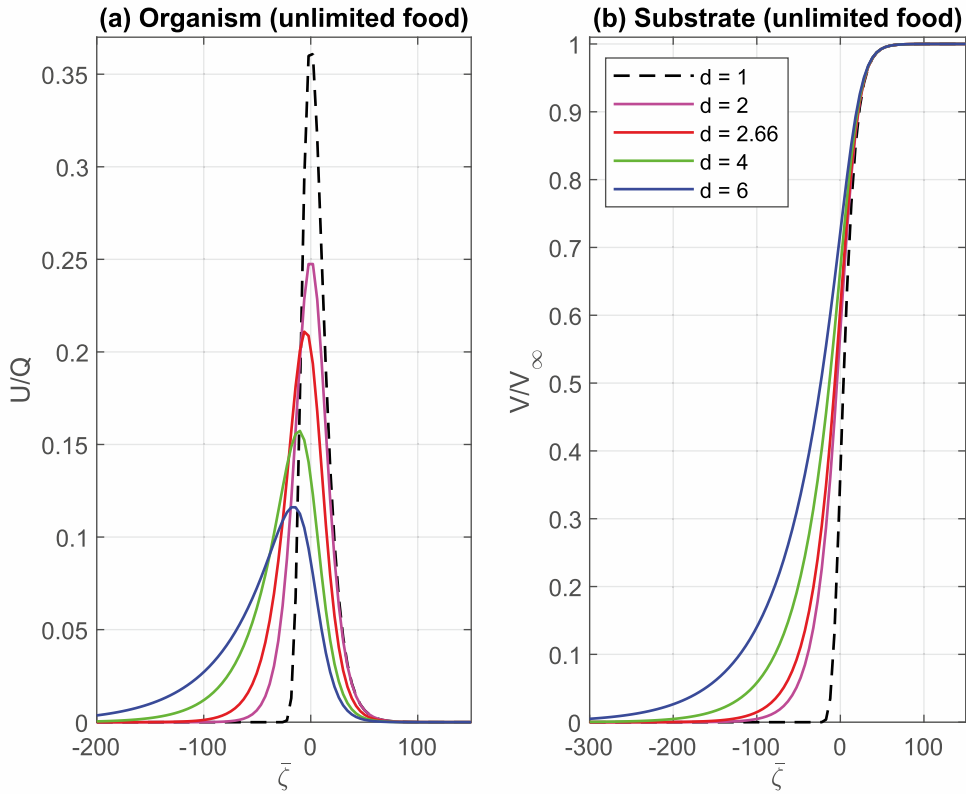 (a) Organism (unlimited food)
0.35
0.3
0.25
0.2
0.15
0.1
0.05
0
U/Q
-200
-100
0
100
ζ̄
(b) Substrate (unlimited food)
1
0.9
0.8
0.7
0.6
0.5
0.4
0.3
0.2
0.1
0
V/V∞
d = 1
d = 2
d = 2.66
d = 4
d = 6
-300
-200
-100
0
100
ζ̄